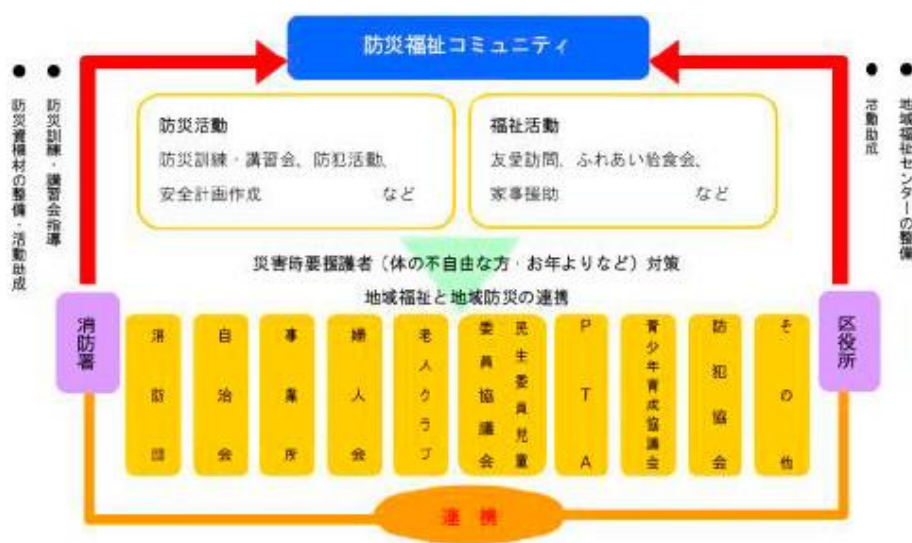 防災福祉コミュニティ
● 防災訓練・講習会指導
● 防災資機材の整備・活動助成
● 地域福祉センターの整備
● 活動助成
防災活動
防災訓練・講習会、防犯活動、
安全計画作成 など
福祉活動
友愛訪問、ふれあい給食会、
家事援助 など
災害時要援護者(体の不自由な方・お年よりなど)対策
地域福祉と地域防災の連携
消防署
消防団
自治会
事業所
婦人会
老人クラブ
民生委員児童
委員協議会
PTA
青少年育成協議会
防犯協会
その他
区役所
連携